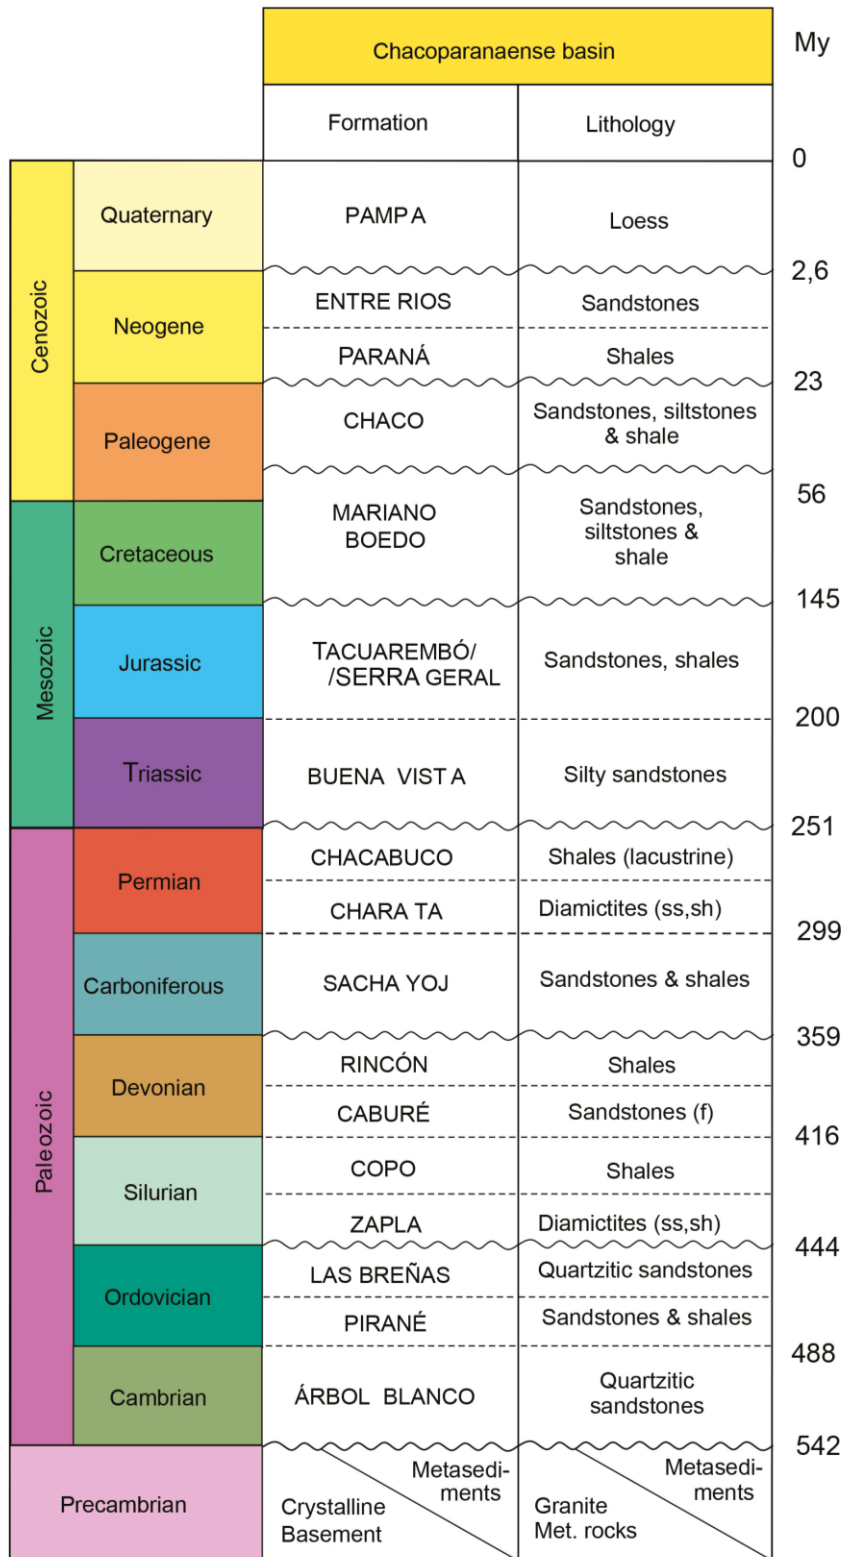 Chacoparanaense basin
My
Formation
Lithology
0
Cenozoic
Quaternary
PAMPA
Loess
2,6
Neogene
ENTRE RIOS
Sandstones
PARANÁ
Shales
23
Paleogene
CHACO
Sandstones, siltstones
& shale
56
Mesozoic
Cretaceous
MARIANO
BOEDO
Sandstones,
siltstones &
shale
145
Jurassic
TACUAREMBÓ/
/SERRA GERAL
Sandstones, shales
200
Triassic
BUENA VISTA
Silty sandstones
251
Paleozoic
Permian
CHACABUCO
Shales (lacustrine)
CHARA TA
Diamictites (ss,sh)
299
Carboniferous
SACHA YOJ
Sandstones & shales
359
Devonian
RINCÓN
Shales
CABURÉ
Sandstones (f)
416
Silurian
COPO
Shales
ZAPLA
Diamictites (ss,sh)
444
Ordovician
LAS BREÑAS
Quartzitic sandstones
PIRANÉ
Sandstones & shales
488
Cambrian
ÁRBOL BLANCO
Quartzitic
sandstones
542
Precambrian
Crystalline
Basement
Metasedi-
ments
Granite
Met. rocks
Metasedi-
ments